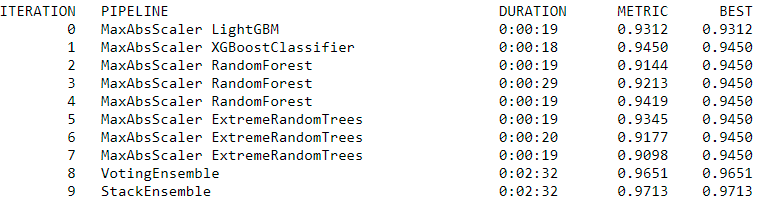 ITERATION PIPELINE DURATION METRIC BEST
0 MaxAbsScaler LightGBM 0:00:19 0.9312 0.9312
1 MaxAbsScaler XGBoostClassifier 0:00:18 0.9450 0.9450
2 MaxAbsScaler RandomForest 0:00:19 0.9144 0.9450
3 MaxAbsScaler RandomForest 0:00:29 0.9213 0.9450
4 MaxAbsScaler RandomForest 0:00:19 0.9419 0.9450
5 MaxAbsScaler ExtremeRandomTrees 0:00:19 0.9345 0.9450
6 MaxAbsScaler ExtremeRandomTrees 0:00:20 0.9177 0.9450
7 MaxAbsScaler ExtremeRandomTrees 0:00:19 0.9098 0.9450
8 VotingEnsemble 0:02:32 0.9651 0.9651
9 StackEnsemble 0:02:32 0.9713 0.9713